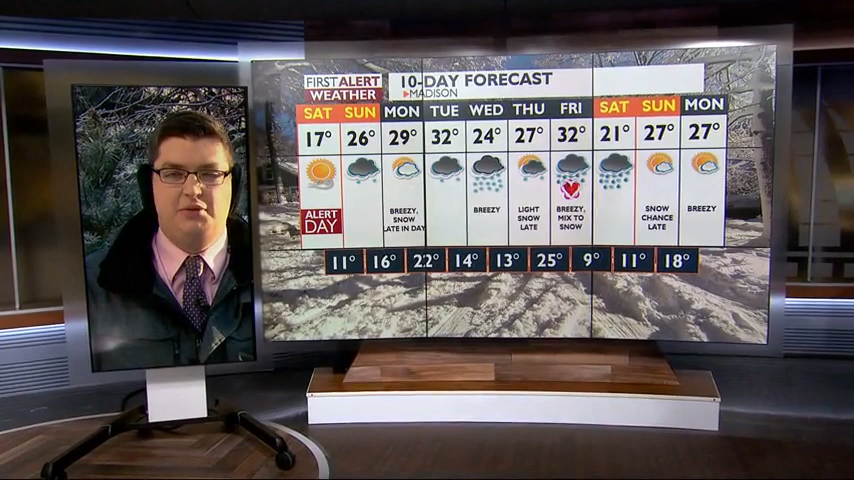 FIRST ALERT
WEATHER
10-DAY FORECAST
MADISON
SAT SUN MON TUE WED THU FRI SAT SUN MON
17° 26° 29° 32° 24° 27° 32° 21° 27° 27°
ALERT
DAY
BREEZY,
SNOW
LATE IN DAY
BREEZY
LIGHT
SNOW
LATE
BREEZY,
MIX TO
SNOW
SNOW
CHANCE
LATE
BREEZY
11° 16° 22° 14° 13° 25° 9° 11° 18°